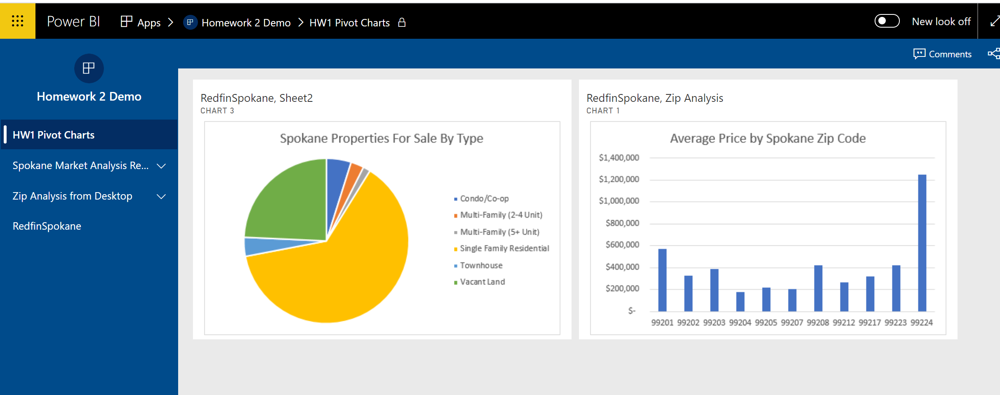 Power BI
Apps
Homework 2 Demo
HW1 Pivot Charts
New look off
Comments
Homework 2 Demo
HW1 Pivot Charts
Spokane Market Analysis Re...
Zip Analysis from Desktop
RedfinSpokane
RedfinSpokane, Sheet2
CHART 3
Spokane Properties For Sale By Type
Condo/Co-op
Multi-Family (2-4 Unit)
Multi-Family (5+ Unit)
Single Family Residential
Townhouse
Vacant Land
RedfinSpokane, Zip Analysis
CHART 1
Average Price by Spokane Zip Code
$1,400,000
$1,200,000
$1,000,000
$800,000
$600,000
$400,000
$200,000
$-
99201 99202 99203 99204 99205 99207 99208 99212 99217 99223 99224